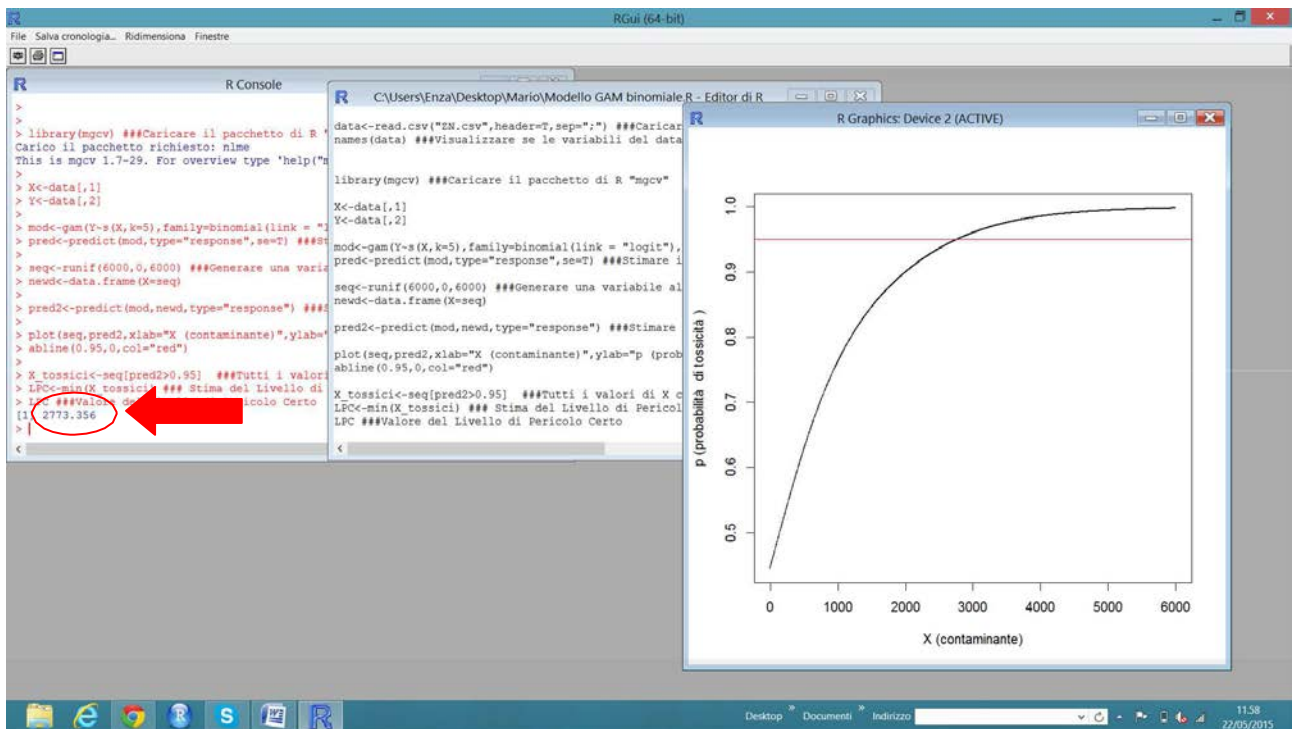 RGui (64-bit)
File Salva cronologia... Ridimensiona Finestre
R Console
>
>
> library(mgcv) ###Caricare il pacchetto di R "
Carico il pacchetto richiesto: nlme
This is mgcv 1.7-29. For overview type 'help("m
>
> X<-data[,1]
> Y<-data[,2]
>
> mod<-gam(Y~s(X,k=5),family=binomial(link = "l
> pred<-predict(mod,type="response",se=T) ###St
>
> seq<-runif(6000,0,6000) ###Generare una varia
> newd<-data.frame(X=seq)
>
> pred2<-predict(mod,newd,type="response") ###S
>
> plot(seq,pred2,xlab="X (contaminante)",ylab="
> abline(0.95,0,col="red")
>
> X_tossici<-seq[pred2>0.95] ###Tutti i valori
> LPC<-min(X_tossici) ### Stima del Livello di
> LPC ###Valore de icolo Certo
[1] 2773.356
>
C:\Users\Enza\Desktop\Mario\Modello GAM binomiale.R - Editor di R
data<-read.csv("ZN.csv",header=T,sep=";") ###Caricar
names(data) ###Visualizzare se le variabili del data
library(mgcv) ###Caricare il pacchetto di R "mgcv"
X<-data[,1]
Y<-data[,2]
mod<-gam(Y~s(X,k=5),family=binomial(link = "logit"),
pred<-predict(mod,type="response",se=T) ###Stimare i
seq<-runif(6000,0,6000) ###Generare una variabile al
newd<-data.frame(X=seq)
pred2<-predict(mod,newd,type="response") ###Stimare
plot(seq,pred2,xlab="X (contaminante)",ylab="p (prob
abline(0.95,0,col="red")
X_tossici<-seq[pred2>0.95] ###Tutti i valori di X c
LPC<-min(X_tossici) ### Stima del Livello di Pericol
LPC ###Valore del Livello di Pericolo Certo
R Graphics: Device 2 (ACTIVE)
p (probabilità di tossicità )
1.0
0.9
0.8
0.7
0.6
0.5
0 1000 2000 3000 4000 5000 6000
X (contaminante)
Desktop » Documenti » Indirizzo
11.58
22/05/2015